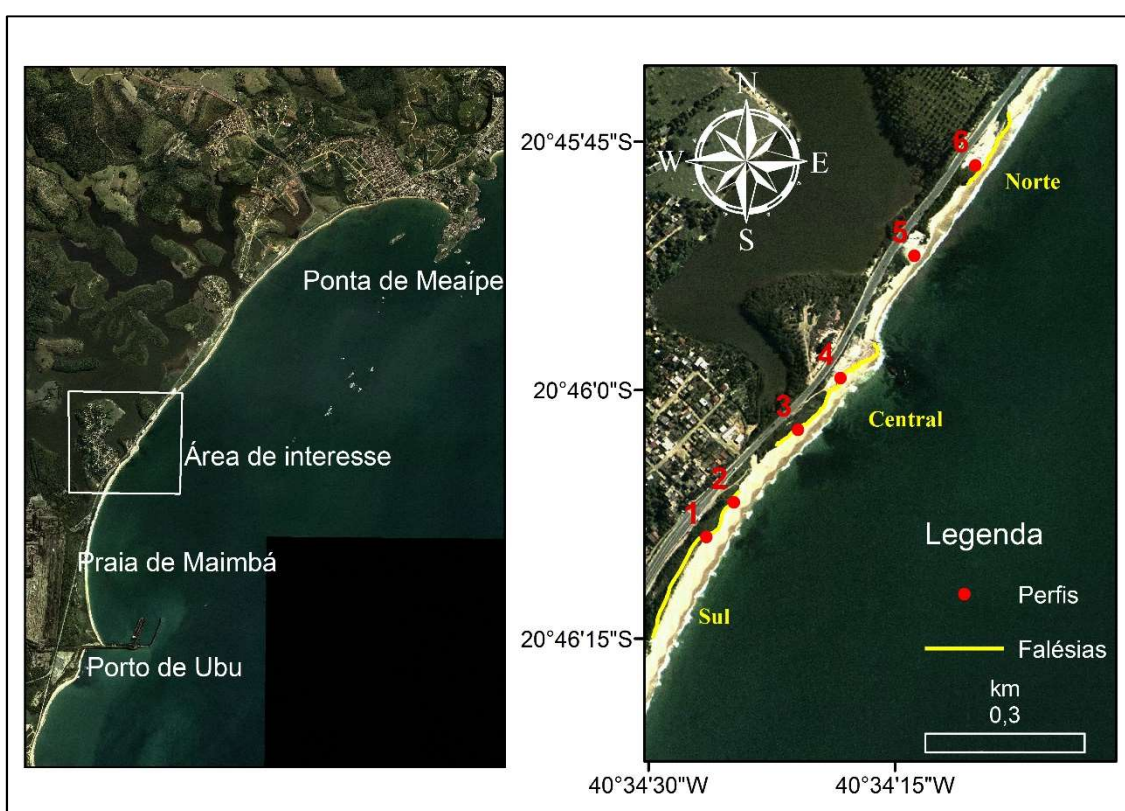 Ponta de Meaípe
Área de interesse
Praia de Maimbá
Porto de Ubu
20°45'45"S
20°46'0"S
20°46'15"S
40°34'30"W
40°34'15"W
N
W
E
S
6
Norte
5
4
3
Central
2
1
Sul
Legenda
Perfis
Falésias
km
0,3